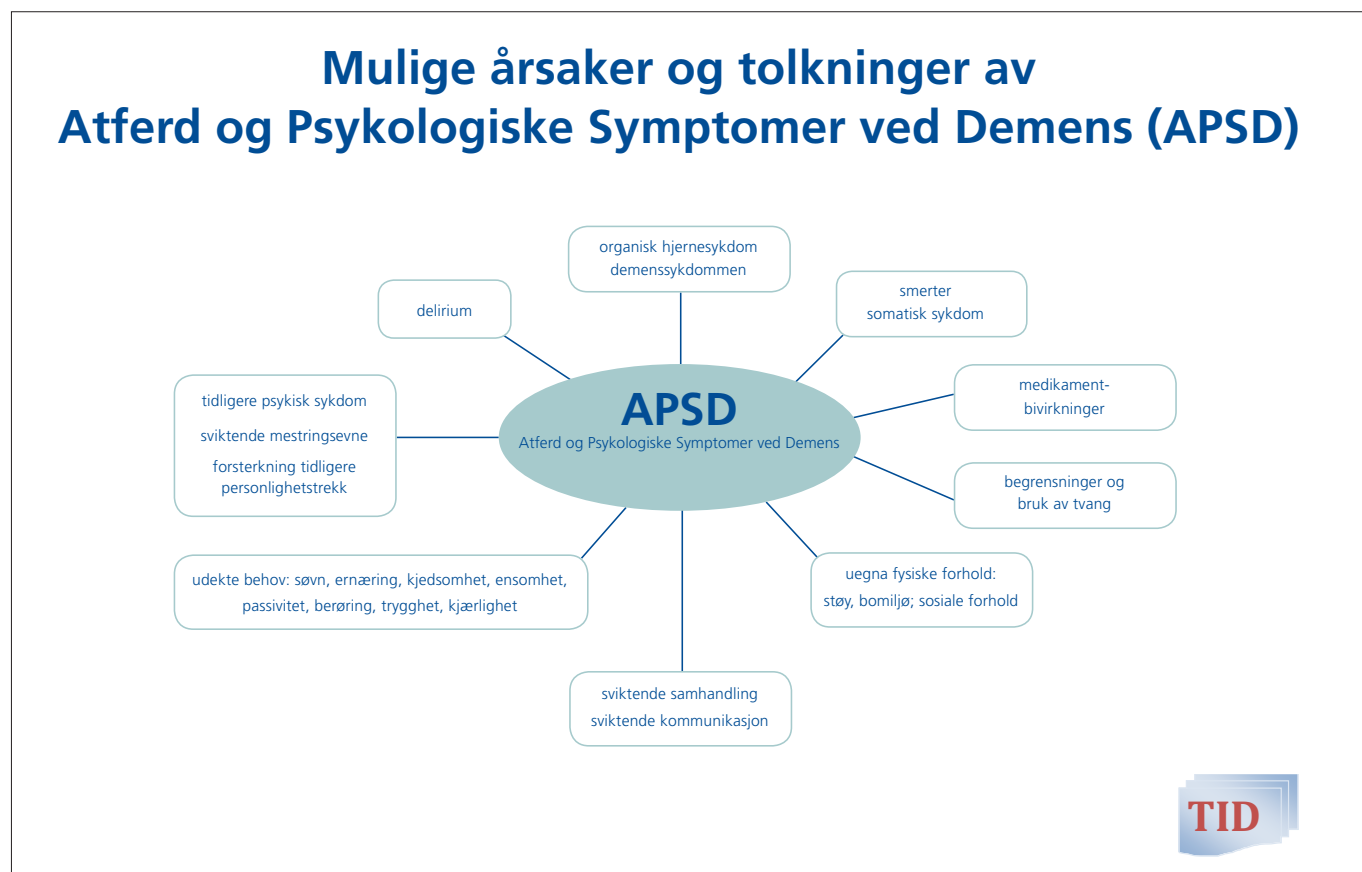 Mulige årsaker og tolkninger av
Atferd og Psykologiske Symptomer ved Demens (APSD)
organisk hjernesykdom
demenssykdommen
delirium
smerter
somatisk sykdom
tidligere psykisk sykdom
sviktende mestringsevne
forsterkning tidligere
personlighetstrekk
APSD
Atferd og Psykologiske Symptomer ved Demens
medikament-
bivirkninger
begrensninger og
bruk av tvang
udekte behov: søvn, ernæring, kjedsomhet, ensomhet,
passivitet, berøring, trygghet, kjærlighet
uegna fysiske forhold:
støy, bomiljø; sosiale forhold
sviktende samhandling
sviktende kommunikasjon
TID